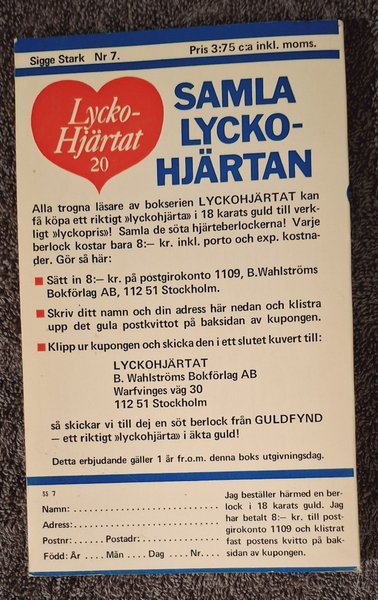 Sigge Stark Nr 7.
Pris 3:75 c:a inkl. moms.
Lycko-
Hjärtat
20
SAMLA
LYCKO-
HJÄRTAN
Alla trogna läsare av bokserien LYCKOHJÄRTAT kan
få köpa ett riktigt »lyckohjärta» i 18 karats guld till verk-
ligt »lyckopris»! Samla de söta hjärteberlockerna! Varje
berlock kostar bara 8:— kr. inkl. porto och exp. kostna-
der. Gör så här:
Sätt in 8:— kr. på postgirokonto 1109, B.Wahlströms
Bokförlag AB, 112 51 Stockholm.
Skriv ditt namn och din adress här nedan och klistra
upp det gula postkvittot på baksidan av kupongen.
Klipp ur kupongen och skicka den i ett slutet kuvert till:
LYCKOHJÄRTAT
B. Wahlströms Bokförlag AB
Warfvinges väg 30
112 51 Stockholm
så skickar vi till dej en söt berlock från GULDFYND
— ett riktigt »lyckohjärta» i äkta guld!
Detta erbjudande gäller 1 år fr.o.m. denna boks utgivningsdag.
SS 7
Namn: . . . . . . . . . . . . . . . . . . . . . . . . . .
Adress: . . . . . . . . . . . . . . . . . . . . . . . . .
Postnr: . . . . . Postadr: . . . . . . . . . . . . .
Född: År . . . . Mån . . . . Dag . . . Nr. . . .
Jag beställer härmed en ber-
lock i 18 karats guld. Jag
har betalt 8:— kr. till post-
girokonto 1109 och klistrat
fast postens kvitto på bak-
sidan av kupongen.